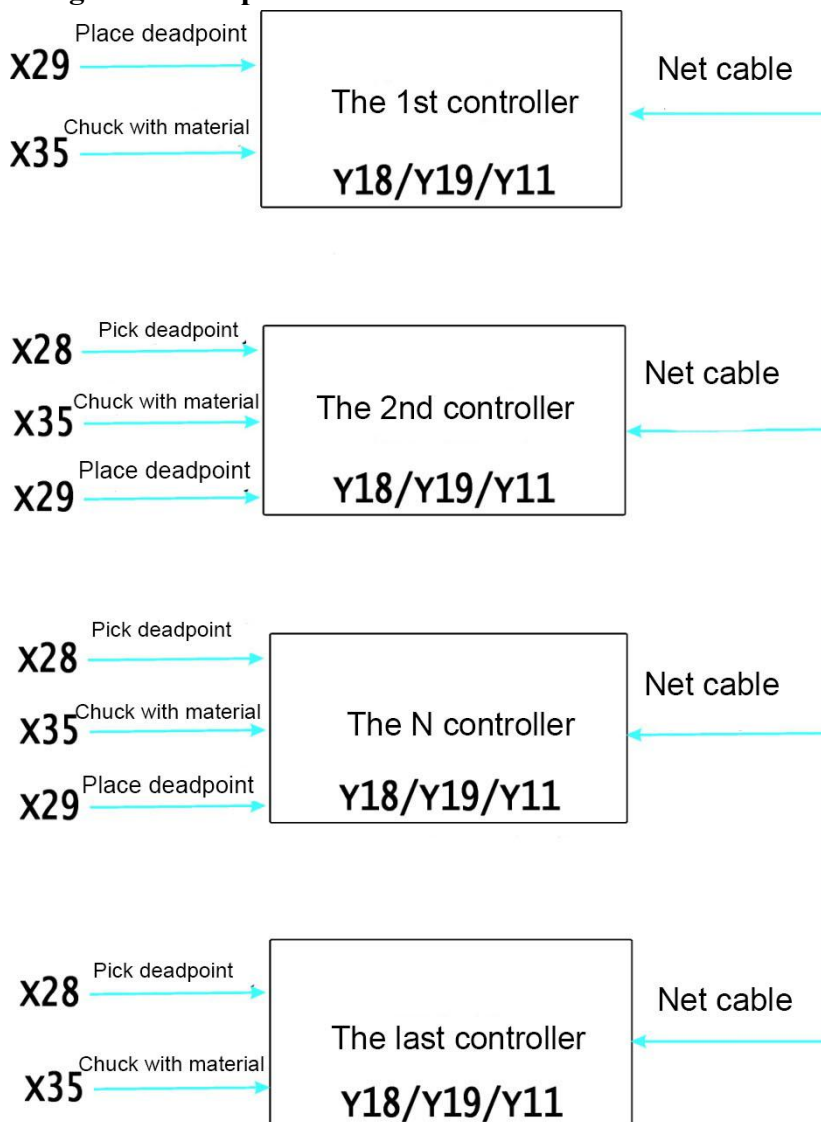 Place deadpoint
X29
The 1st controller
Net cable
Chuck with material
X35
Y18/Y19/Y11
Pick deadpoint
X28
Chuck with material
X35
The 2nd controller
Net cable
Place deadpoint
X29
Y18/Y19/Y11
Pick deadpoint
X28
Chuck with material
X35
The N controller
Net cable
Place deadpoint
X29
Y18/Y19/Y11
Pick deadpoint
X28
The last controller
Net cable
Chuck with material
X35
Y18/Y19/Y11